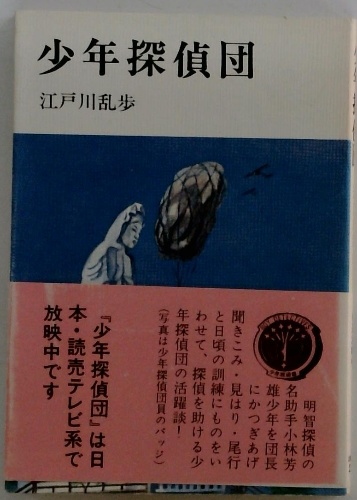 少年探偵団
江戸川乱歩
明智探偵の
名助手小林芳
雄少年を団長
にかつぎあげ
聞きこみ・見はり・尾行
と日頃の訓練にものをい
わせて、探偵を助ける少
年探偵団の活躍談！
(写真は少年探偵団員のバッジ)
『少年探偵団』は日
本・読売テレビ系で
放映中です